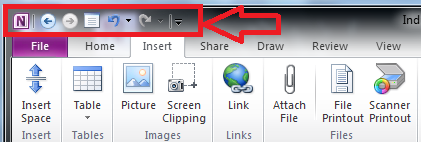 N Ind
File Home Insert Share Draw Review View
Insert Space Table Picture Screen Clipping Link Attach File File Printout Scanner Printout
Insert Tables Images Links Files